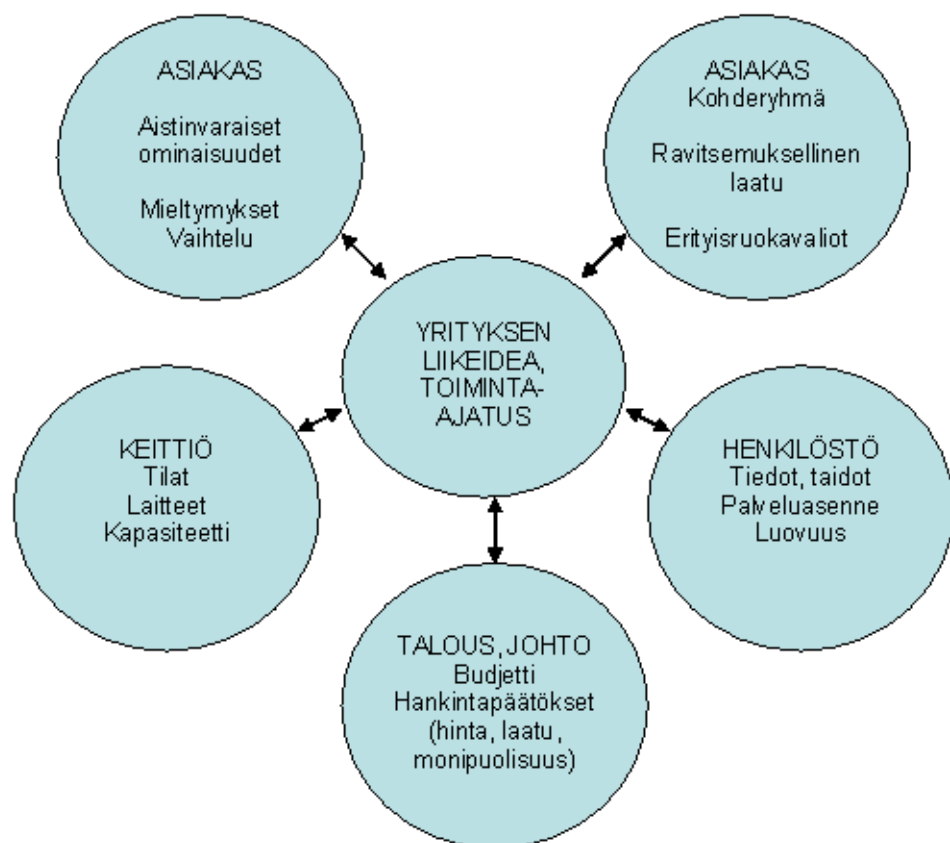 ASIAKAS
Aistinvaraiset
ominaisuudet
Mieltymykset
Vaihtelu
ASIAKAS
Kohderyhmä
Ravitsemuksellinen
laatu
Erityisruokavaliot
YRITYKSEN
LIIKEIDEA,
TOIMINTA-
AJATUS
KEITTIÖ
Tilat
Laitteet
Kapasiteetti
HENKILÖSTÖ
Tiedot, taidot
Palveluasenne
Luovuus
TALOUS, JOHTO
Budjetti
Hankintapäätökset
(hinta, laatu,
monipuolisuus)